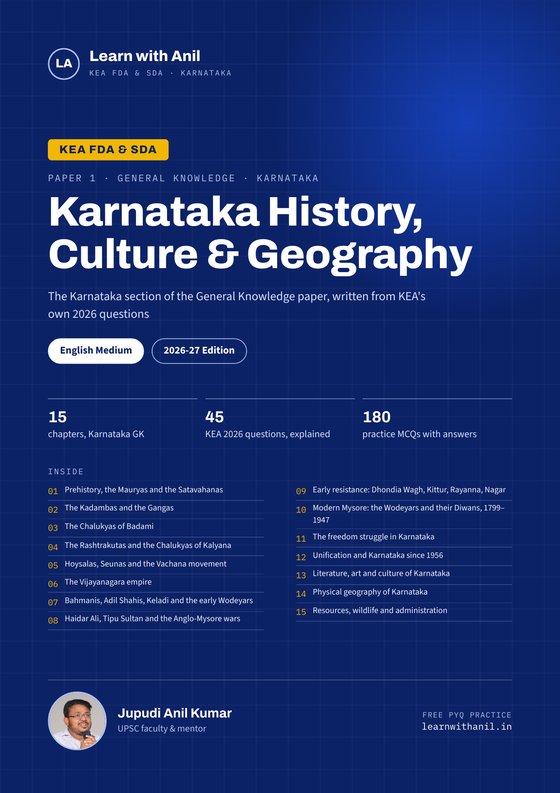 LA
Learn with Anil
KEA FDA & SDA · KARNATAKA
KEA FDA & SDA
PAPER 1 · GENERAL KNOWLEDGE · KARNATAKA
Karnataka History,
Culture & Geography
The Karnataka section of the General Knowledge paper, written from KEA's
own 2026 questions
English Medium
2026-27 Edition
15
chapters, Karnataka GK
45
KEA 2026 questions, explained
180
practice MCQs with answers
INSIDE
01 Prehistory, the Mauryas and the Satavahanas
02 The Kadambas and the Gangas
03 The Chalukyas of Badami
04 The Rashtrakutas and the Chalukyas of Kalyana
05 Hoysalas, Seunas and the Vachana movement
06 The Vijayanagara empire
07 Bahmanis, Adil Shahis, Keladi and the early Wodeyars
08 Haidar Ali, Tipu Sultan and the Anglo-Mysore wars
09 Early resistance: Dhondia Wagh, Kittur, Rayanna, Nagar
10 Modern Mysore: the Wodeyars and their Diwans, 1799–
1947
11 The freedom struggle in Karnataka
12 Unification and Karnataka since 1956
13 Literature, art and culture of Karnataka
14 Physical geography of Karnataka
15 Resources, wildlife and administration
Jupudi Anil Kumar
UPSC faculty & mentor
FREE PYQ PRACTICE
learnwithanil.in